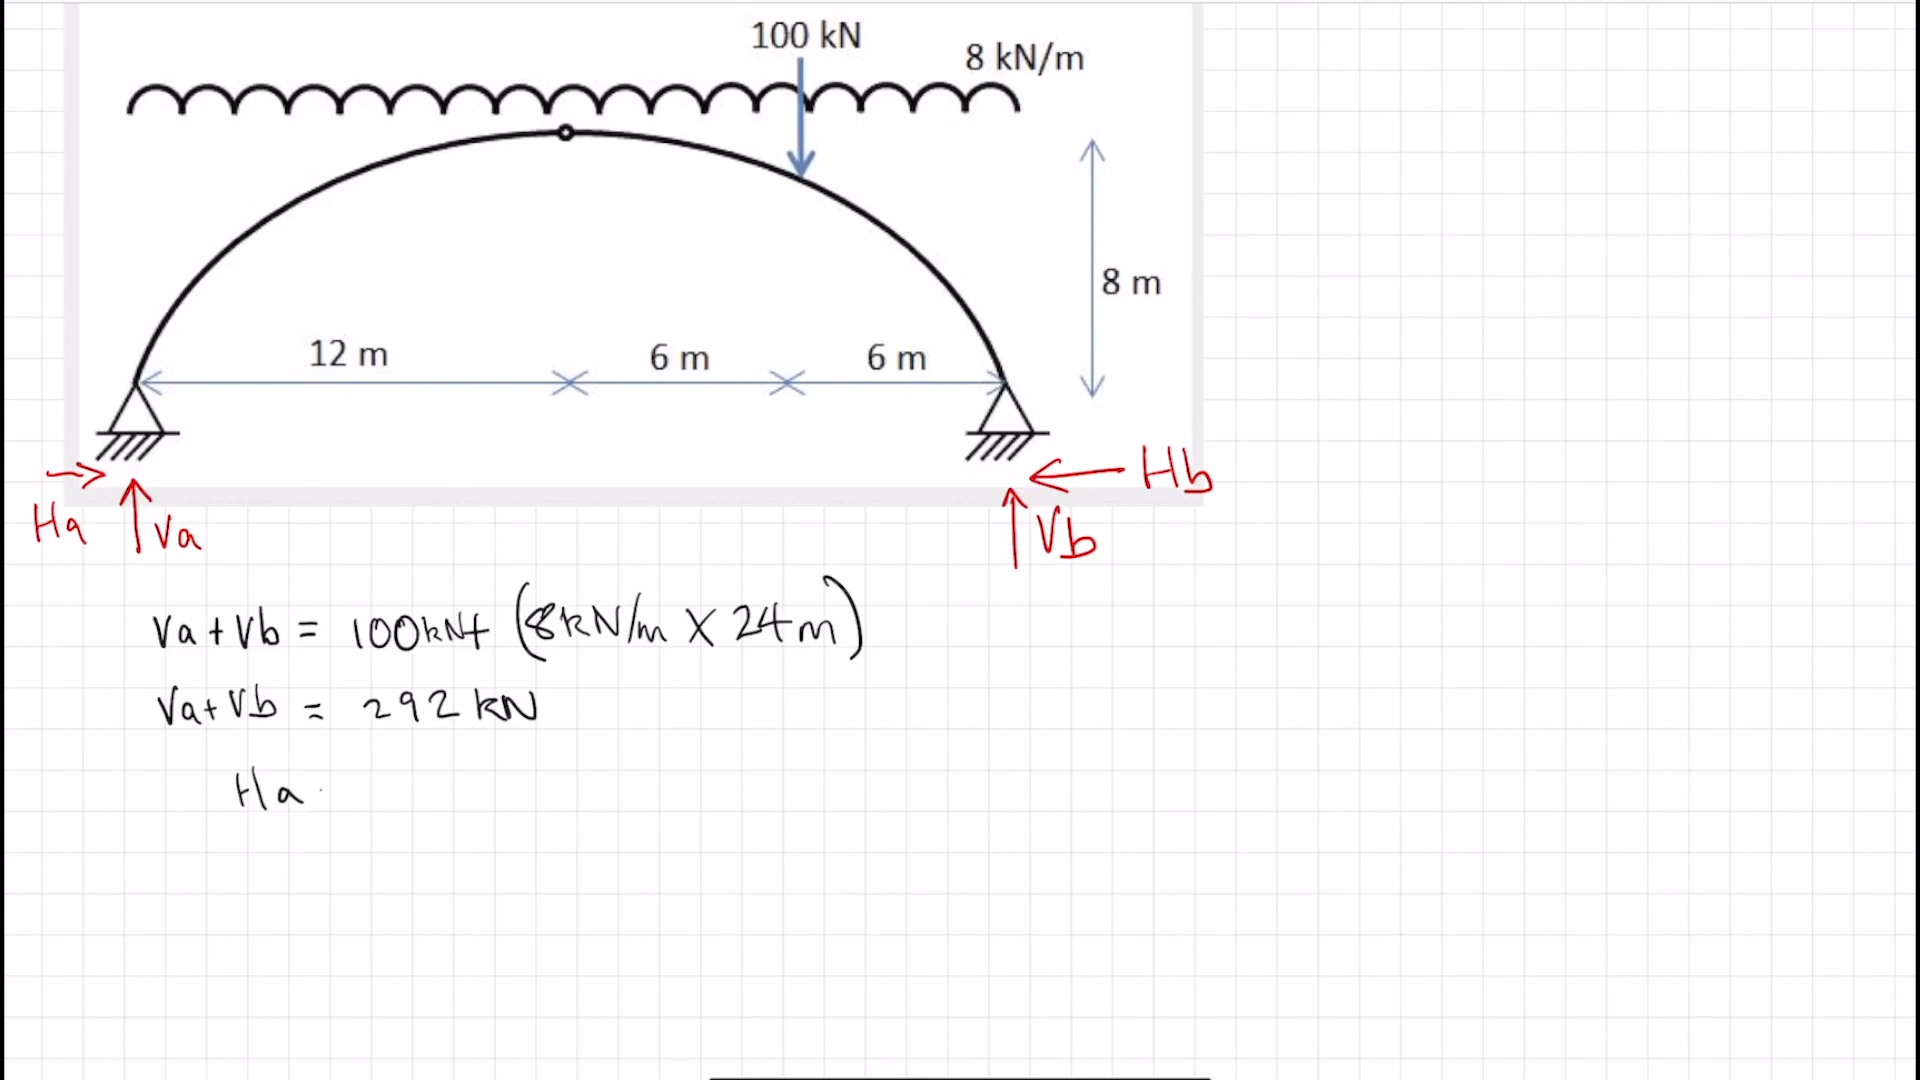 100 kN
8 kN/m
8 m
12 m
6 m
6 m
Ha
Va
Hb
Vb
Va + Vb = 100kN + (8kN/m X 24m)
Va + Vb = 292 kN
Ha